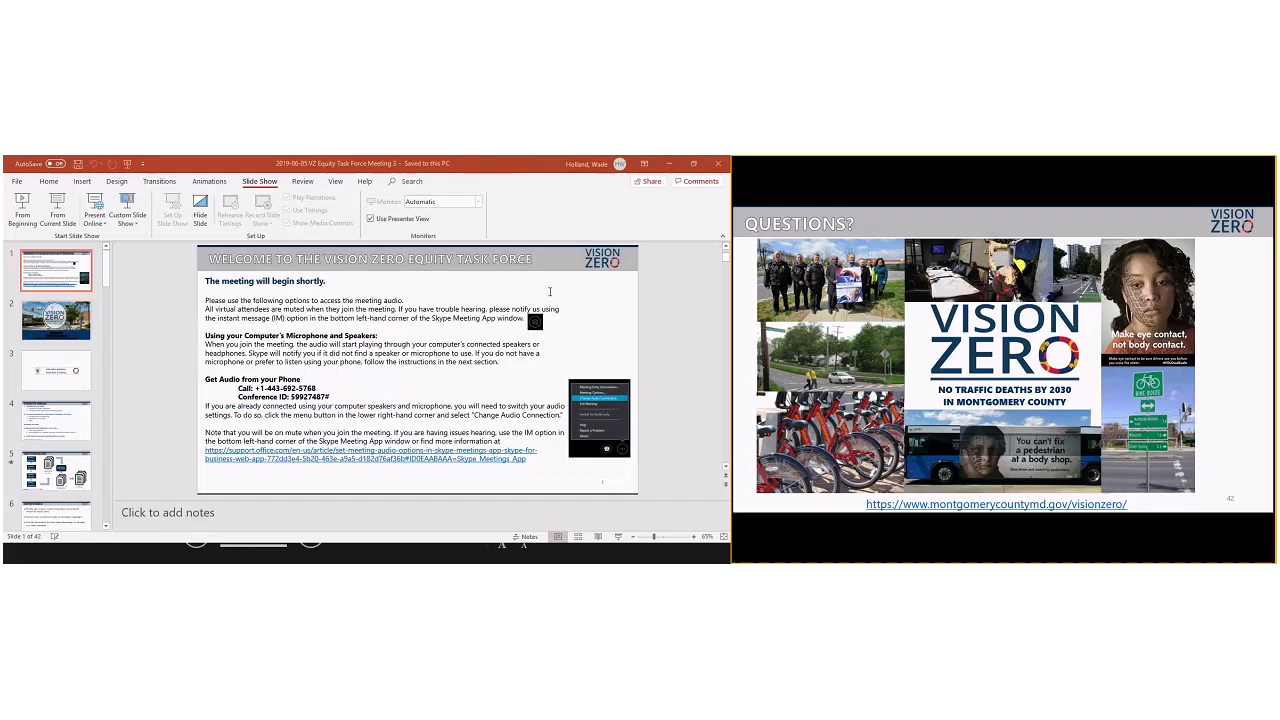 AutoSave Off
2019-06-05 VZ Equity Task Force Meeting 3 - Saved to this PC
Holland, Wade HW
File Home Insert Design Transitions Animations Slide Show Review View Help Search
Share Comments
From Beginning
From Current Slide
Present Online
Custom Slide Show
Set Up Slide Show
Hide Slide
Rehearse Timings
Record Slide Show
Play Narrations
Use Timings
Show Media Controls
Monitor: Automatic
Use Presenter View
Start Slide Show
Set Up
Monitors
1
2
3
4
5
6
WELCOME TO THE VISION ZERO EQUITY TASK FORCE
VISION
ZERO
The meeting will begin shortly.
Please use the following options to access the meeting audio.
All virtual attendees are muted when they join the meeting. If you have trouble hearing, please notify us using
the instant message (IM) option in the bottom left-hand corner of the Skype Meeting App window.
Using your Computer's Microphone and Speakers:
When you join the meeting, the audio will start playing through your computer's connected speakers or
headphones. Skype will notify you if it did not find a speaker or microphone to use. If you do not have a
microphone or prefer to listen using your phone, follow the instructions in the next section.
Get Audio from your Phone
Call: +1-443-692-5768
Conference ID: 59927487#
If you are already connected using your computer speakers and microphone, you will need to switch your audio
settings. To do so, click the menu button in the lower right-hand corner and select "Change Audio Connection."
Note that you will be on mute when you join the meeting. If you are having issues hearing, use the IM option in
the bottom left-hand corner of the Skype Meeting App window or find more information at
https://support.office.com/en-us/article/set-meeting-audio-options-in-skype-meetings-app-skype-for-
business-web-app-772dd3e4-5b20-463e-a9a5-d182d76af36b#ID0EAABAAA=Skype_Meetings_App
1
Click to add notes
Slide 1 of 42
Notes
65%
QUESTIONS?
VISION
ZERO
VISION
ZERO
NO TRAFFIC DEATHS BY 2030
IN MONTGOMERY COUNTY
Make eye contact,
not body contact.
You can't fix
a pedestrian
at a body shop.
BIKE ROUTE
https://www.montgomerycountymd.gov/visionzero/
42